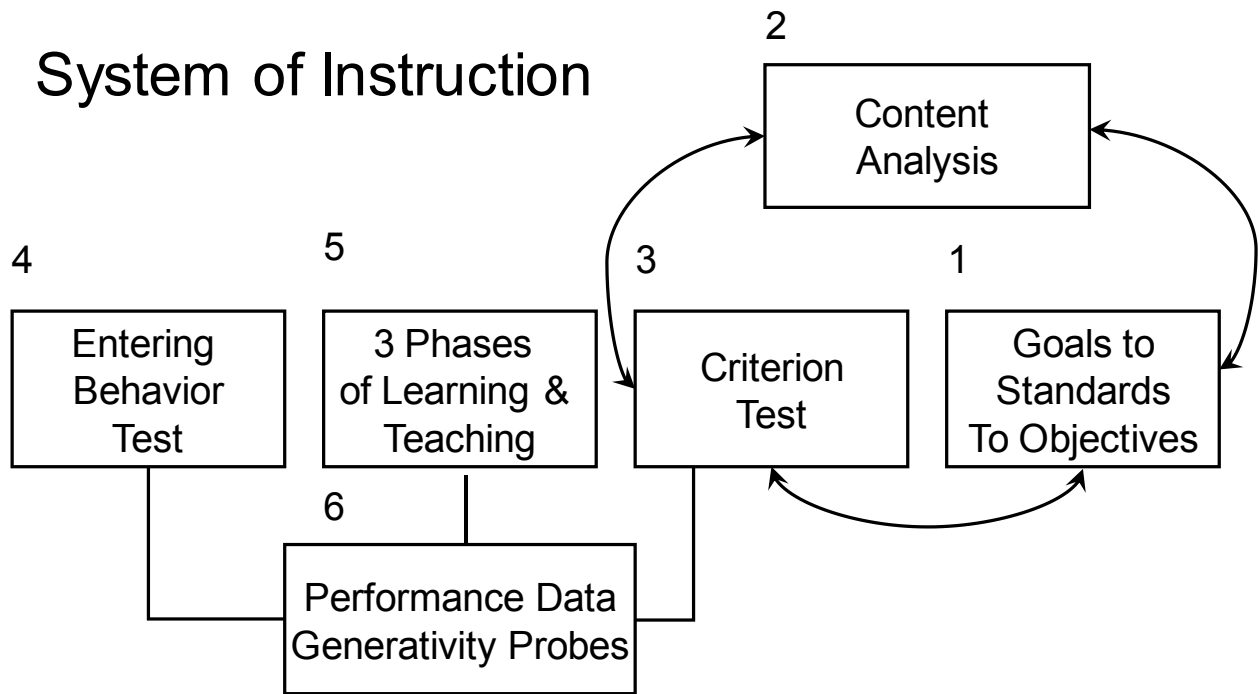 System of Instruction
2
Content
Analysis
4
Entering
Behavior
Test
5
3 Phases
of Learning &
Teaching
3
Criterion
Test
1
Goals to
Standards
To Objectives
6
Performance Data
Generativity Probes